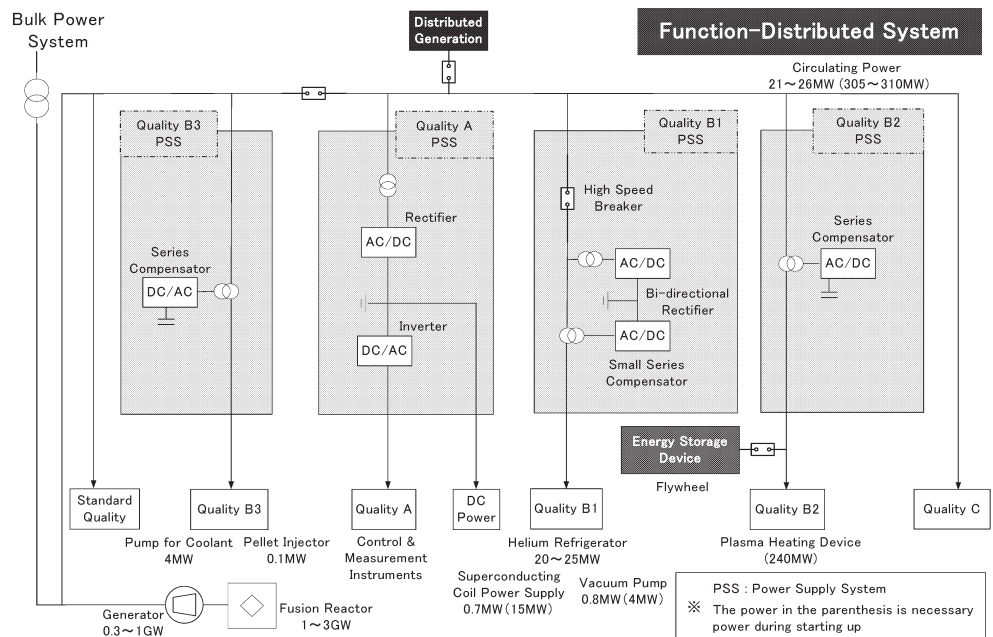 Bulk Power
System
Distributed
Generation
Function-Distributed System
Circulating Power
21～26MW (305～310MW)
Quality B3
PSS
Quality A
PSS
Quality B1
PSS
Quality B2
PSS
High Speed
Breaker
Rectifier
AC/DC
Series
Compensator
DC/AC
AC/DC
Bi-directional
Rectifier
Series
Compensator
AC/DC
Inverter
DC/AC
AC/DC
Small Series
Compensator
Energy Storage
Device
Flywheel
Standard
Quality
Quality B3
Quality A
DC
Power
Quality B1
Quality B2
Quality C
Pump for Coolant
4MW
Pellet Injector
0.1MW
Control &
Measurement
Instruments
Helium Refrigerator
20～25MW
Superconducting
Coil Power Supply
0.7MW(15MW)
Vacuum Pump
0.8MW(4MW)
Plasma Heating Device
(240MW)
Generator
0.3～1GW
Fusion Reactor
1～3GW
PSS : Power Supply System
※ The power in the parenthesis is necessary
power during starting up